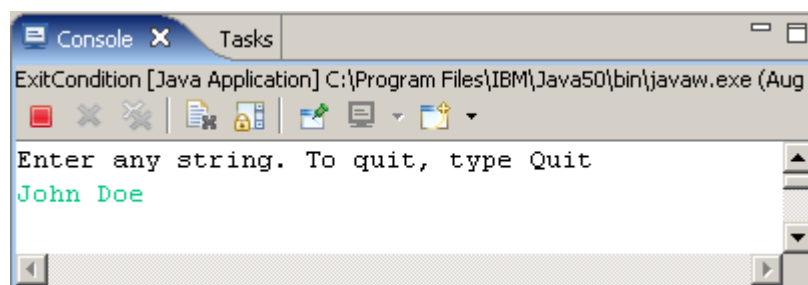 Console Tasks
ExitCondition [Java Application] C:\Program Files\IBM\Java50\bin\javaw.exe (Aug
Enter any string. To quit, type Quit
John Doe